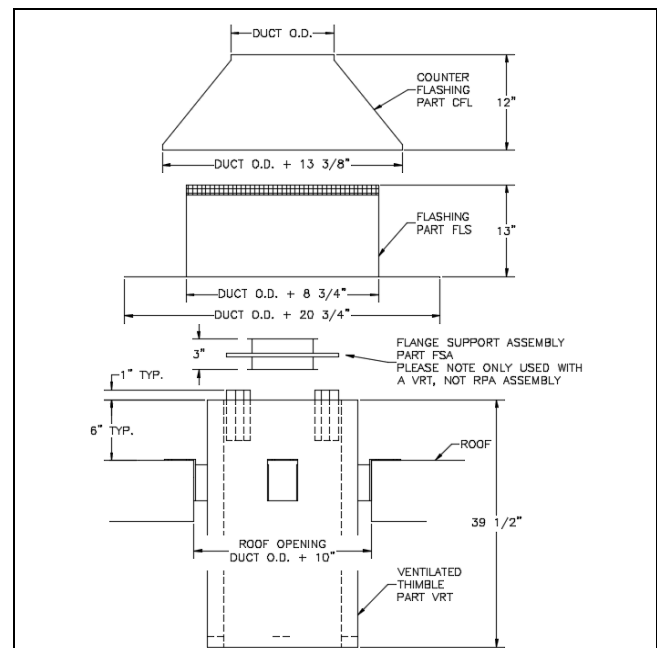 DUCT O.D.
COUNTER
FLASHING
PART CFL
12"
DUCT O.D. + 13 3/8"
FLASHING
PART FLS
13"
DUCT O.D. + 8 3/4"
DUCT O.D. + 20 3/4"
FLANGE SUPPORT ASSEMBLY
PART FSA
PLEASE NOTE ONLY USED WITH
A VRT, NOT RPA ASSEMBLY
3"
1" TYP.
6" TYP.
ROOF
39 1/2"
ROOF OPENING
DUCT O.D. + 10"
VENTILATED
THIMBLE
PART VRT